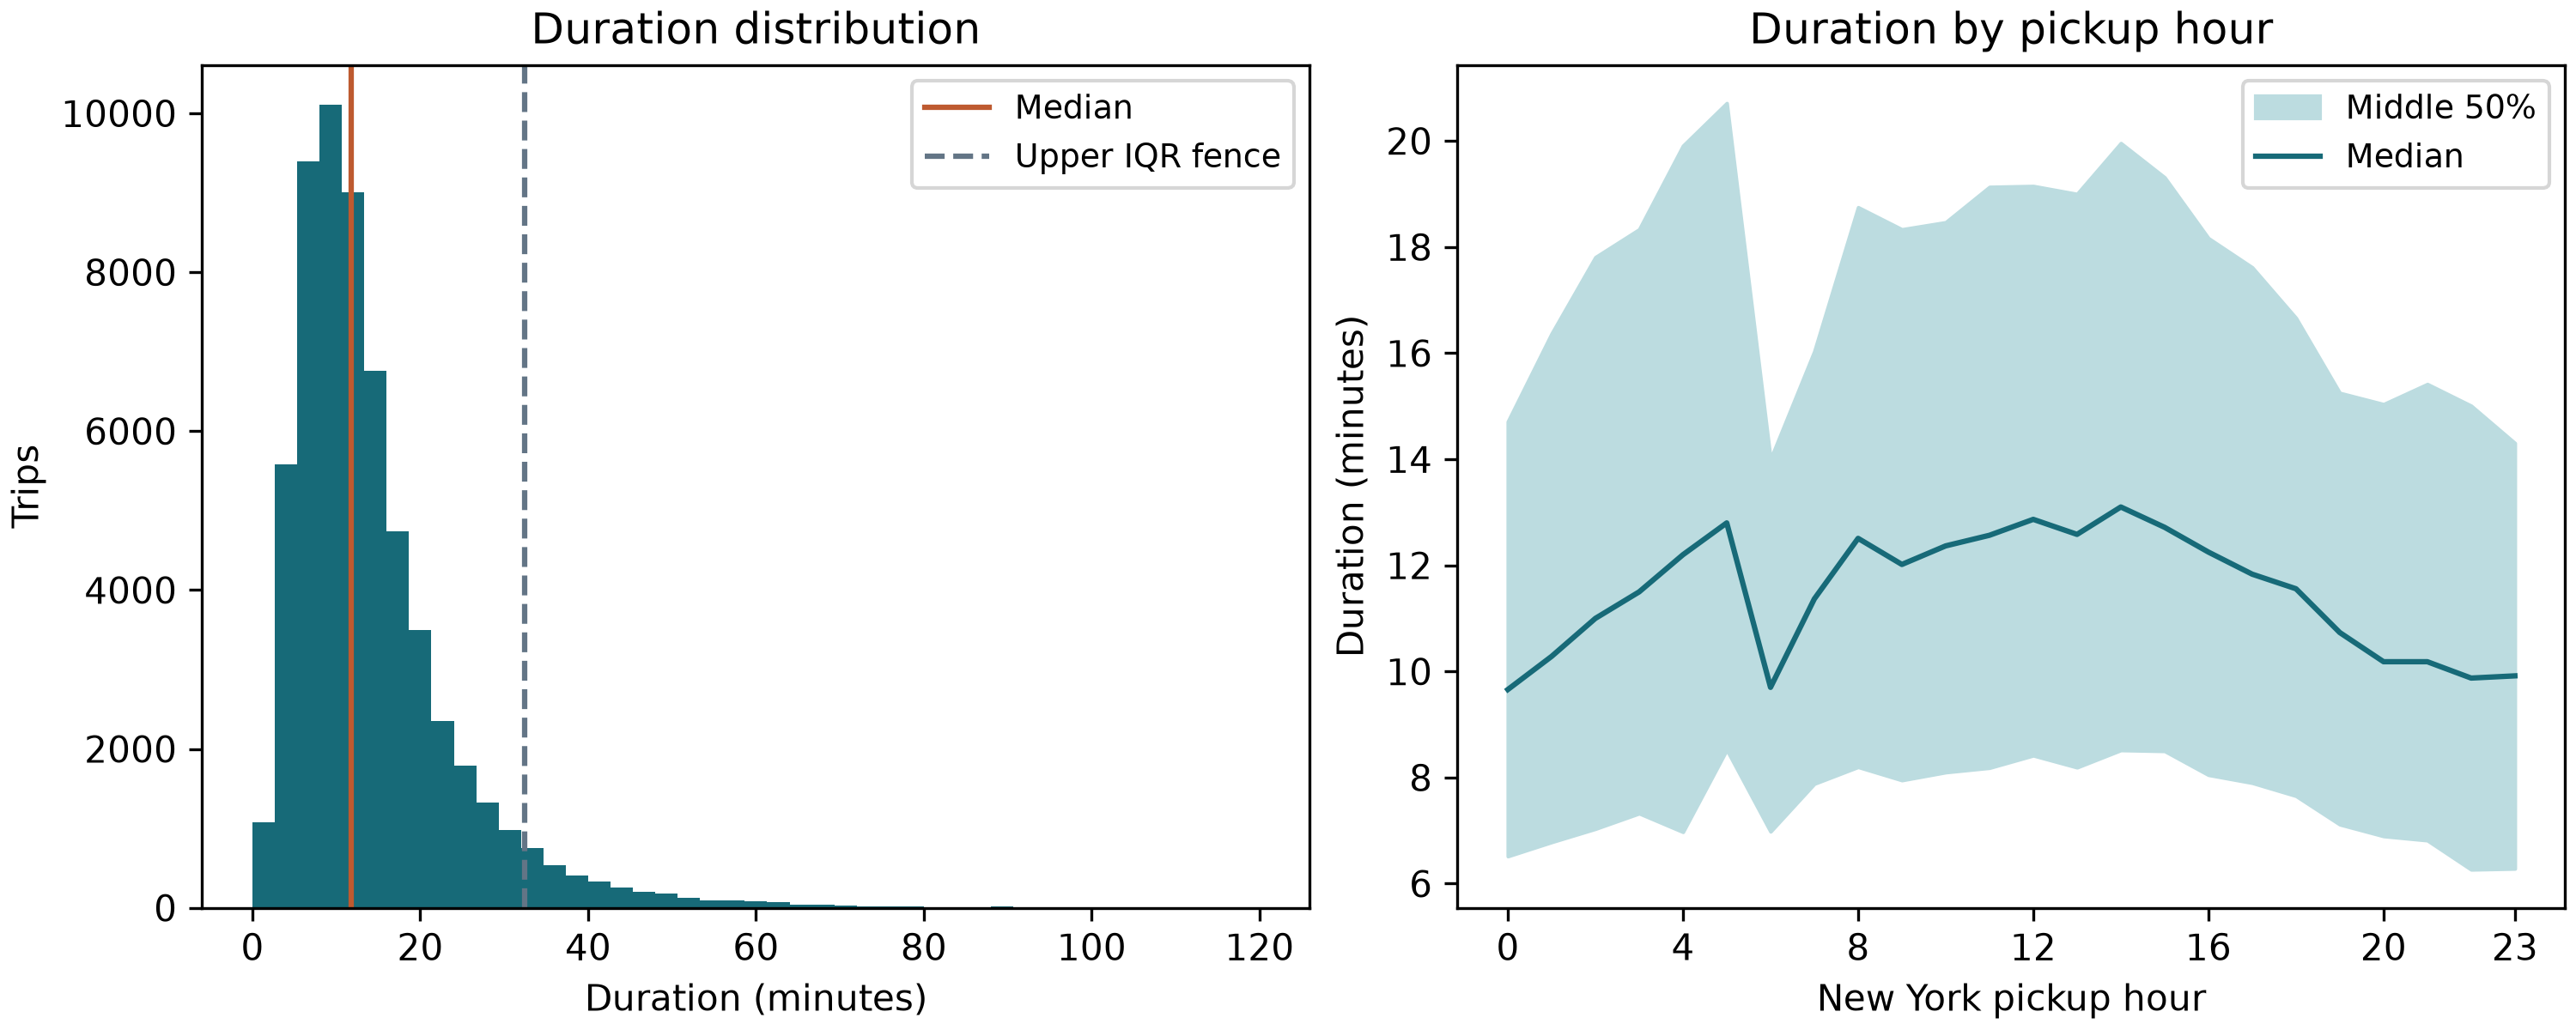 Duration distribution
Trips
10000
8000
6000
4000
2000
0
Median
Upper IQR fence
0 20 40 60 80 100 120
Duration (minutes)
Duration by pickup hour
Duration (minutes)
20
18
16
14
12
10
8
6
Middle 50%
Median
0 4 8 12 16 20 23
New York pickup hour